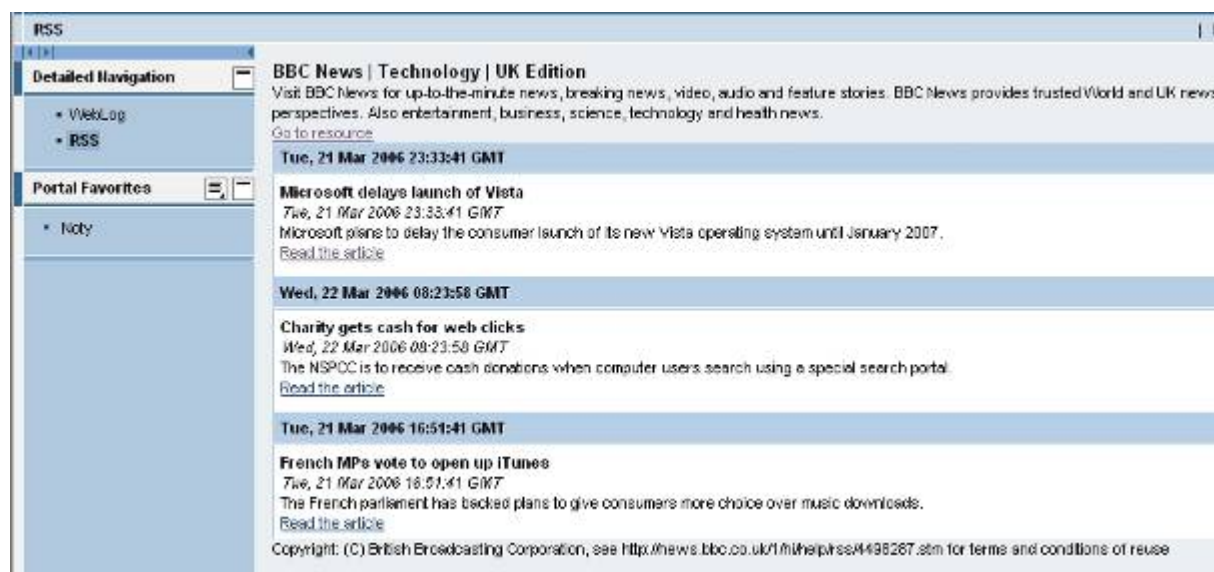 RSS
Detailed Navigation
WebLog
RSS
Portal Favorites
Noty
BBC News | Technology | UK Edition
Visit BBC News for up-to-the-minute news, breaking news, video, audio and feature stories. BBC News provides trusted World and UK news
perspectives. Also entertainment, business, science, technology and health news.
Go to resource
Tue, 21 Mar 2006 23:33:41 GMT
Microsoft delays launch of Vista
Tue, 21 Mar 2006 23:33:41 GMT
Microsoft plans to delay the consumer launch of its new Vista operating system until January 2007.
Read the article
Wed, 22 Mar 2006 08:23:58 GMT
Charity gets cash for web clicks
Wed, 22 Mar 2006 08:23:58 GMT
The NSPCC is to receive cash donations when computer users search using a special search portal.
Read the article
Tue, 21 Mar 2006 16:51:41 GMT
French MPs vote to open up iTunes
Tue, 21 Mar 2006 16:51:41 GMT
The French parliament has backed plans to give consumers more choice over music downloads.
Read the article
Copyright: (C) British Broadcasting Corporation, see http://news.bbc.co.uk/1/hi/help/rss/4498287.stm for terms and conditions of reuse